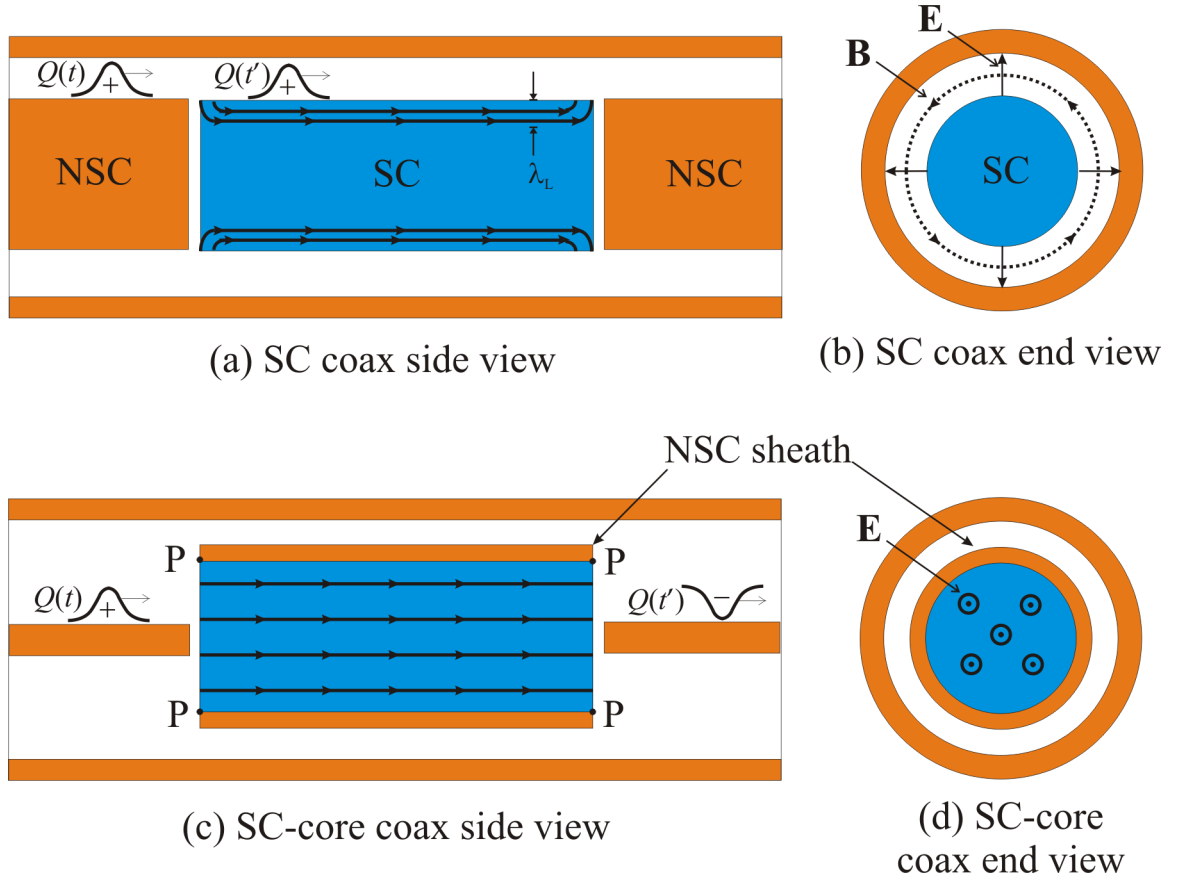 Q(t)
+
Q(t′)
+
NSC
SC
λL
NSC
(a) SC coax side view
E
B
SC
(b) SC coax end view
NSC sheath
P
P
Q(t)
+
Q(t′)
−
P
P
(c) SC-core coax side view
E
(d) SC-core
coax end view